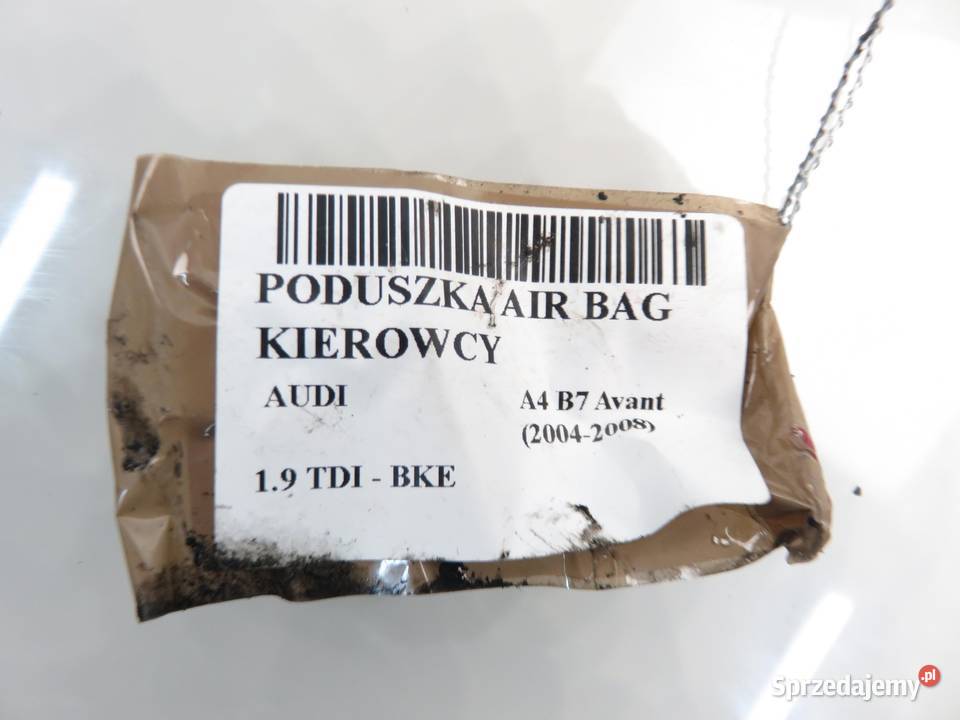 PODUSZKA AIR BAG
KIEROWCY
AUDI
A4 B7 Avant
(2004-2008)
1.9 TDI - BKE
Sprzedajemy.pl